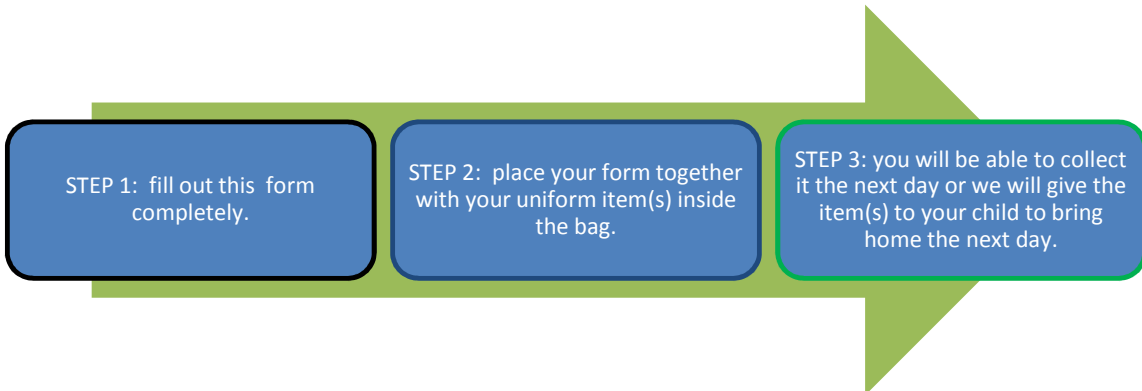 STEP 1:  fill out this  form
completely.
STEP 2:  place your form together
with your uniform item(s) inside
the bag.
STEP 3: you will be able to collect
it the next day or we will give the
item(s) to your child to bring
home the next day.